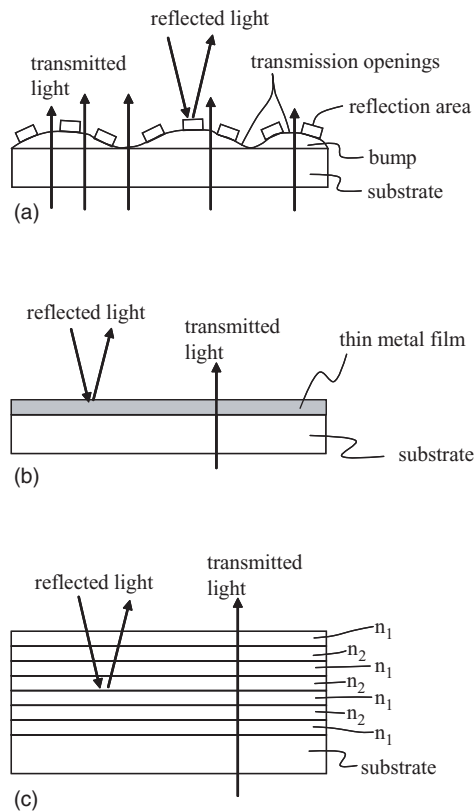 reflected light
transmitted
light
transmission openings
reflection area
bump
substrate
(a)
reflected light
transmitted
light
thin metal film
substrate
(b)
transmitted
light
reflected light
n₁
n₂
n₁
n₂
n₁
n₂
n₁
substrate
(c)